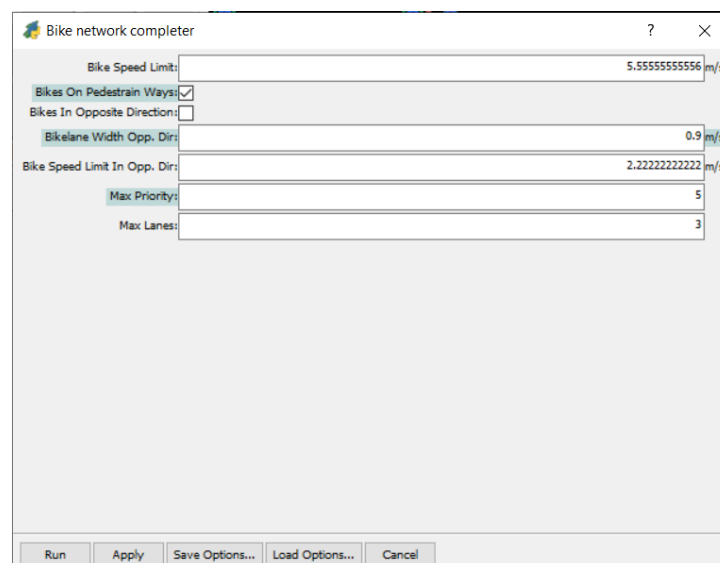 Bike network completer ?
Bike Speed Limit: 5.55555555556 m/s
Bikes On Pedestrain Ways:
Bikes In Opposite Direction:
Bikelane Width Opp. Dir: 0.9 m/s
Bike Speed Limit In Opp. Dir: 2.22222222222 m/s
Max Priority: 5
Max Lanes: 3
Run Apply Save Options... Load Options... Cancel